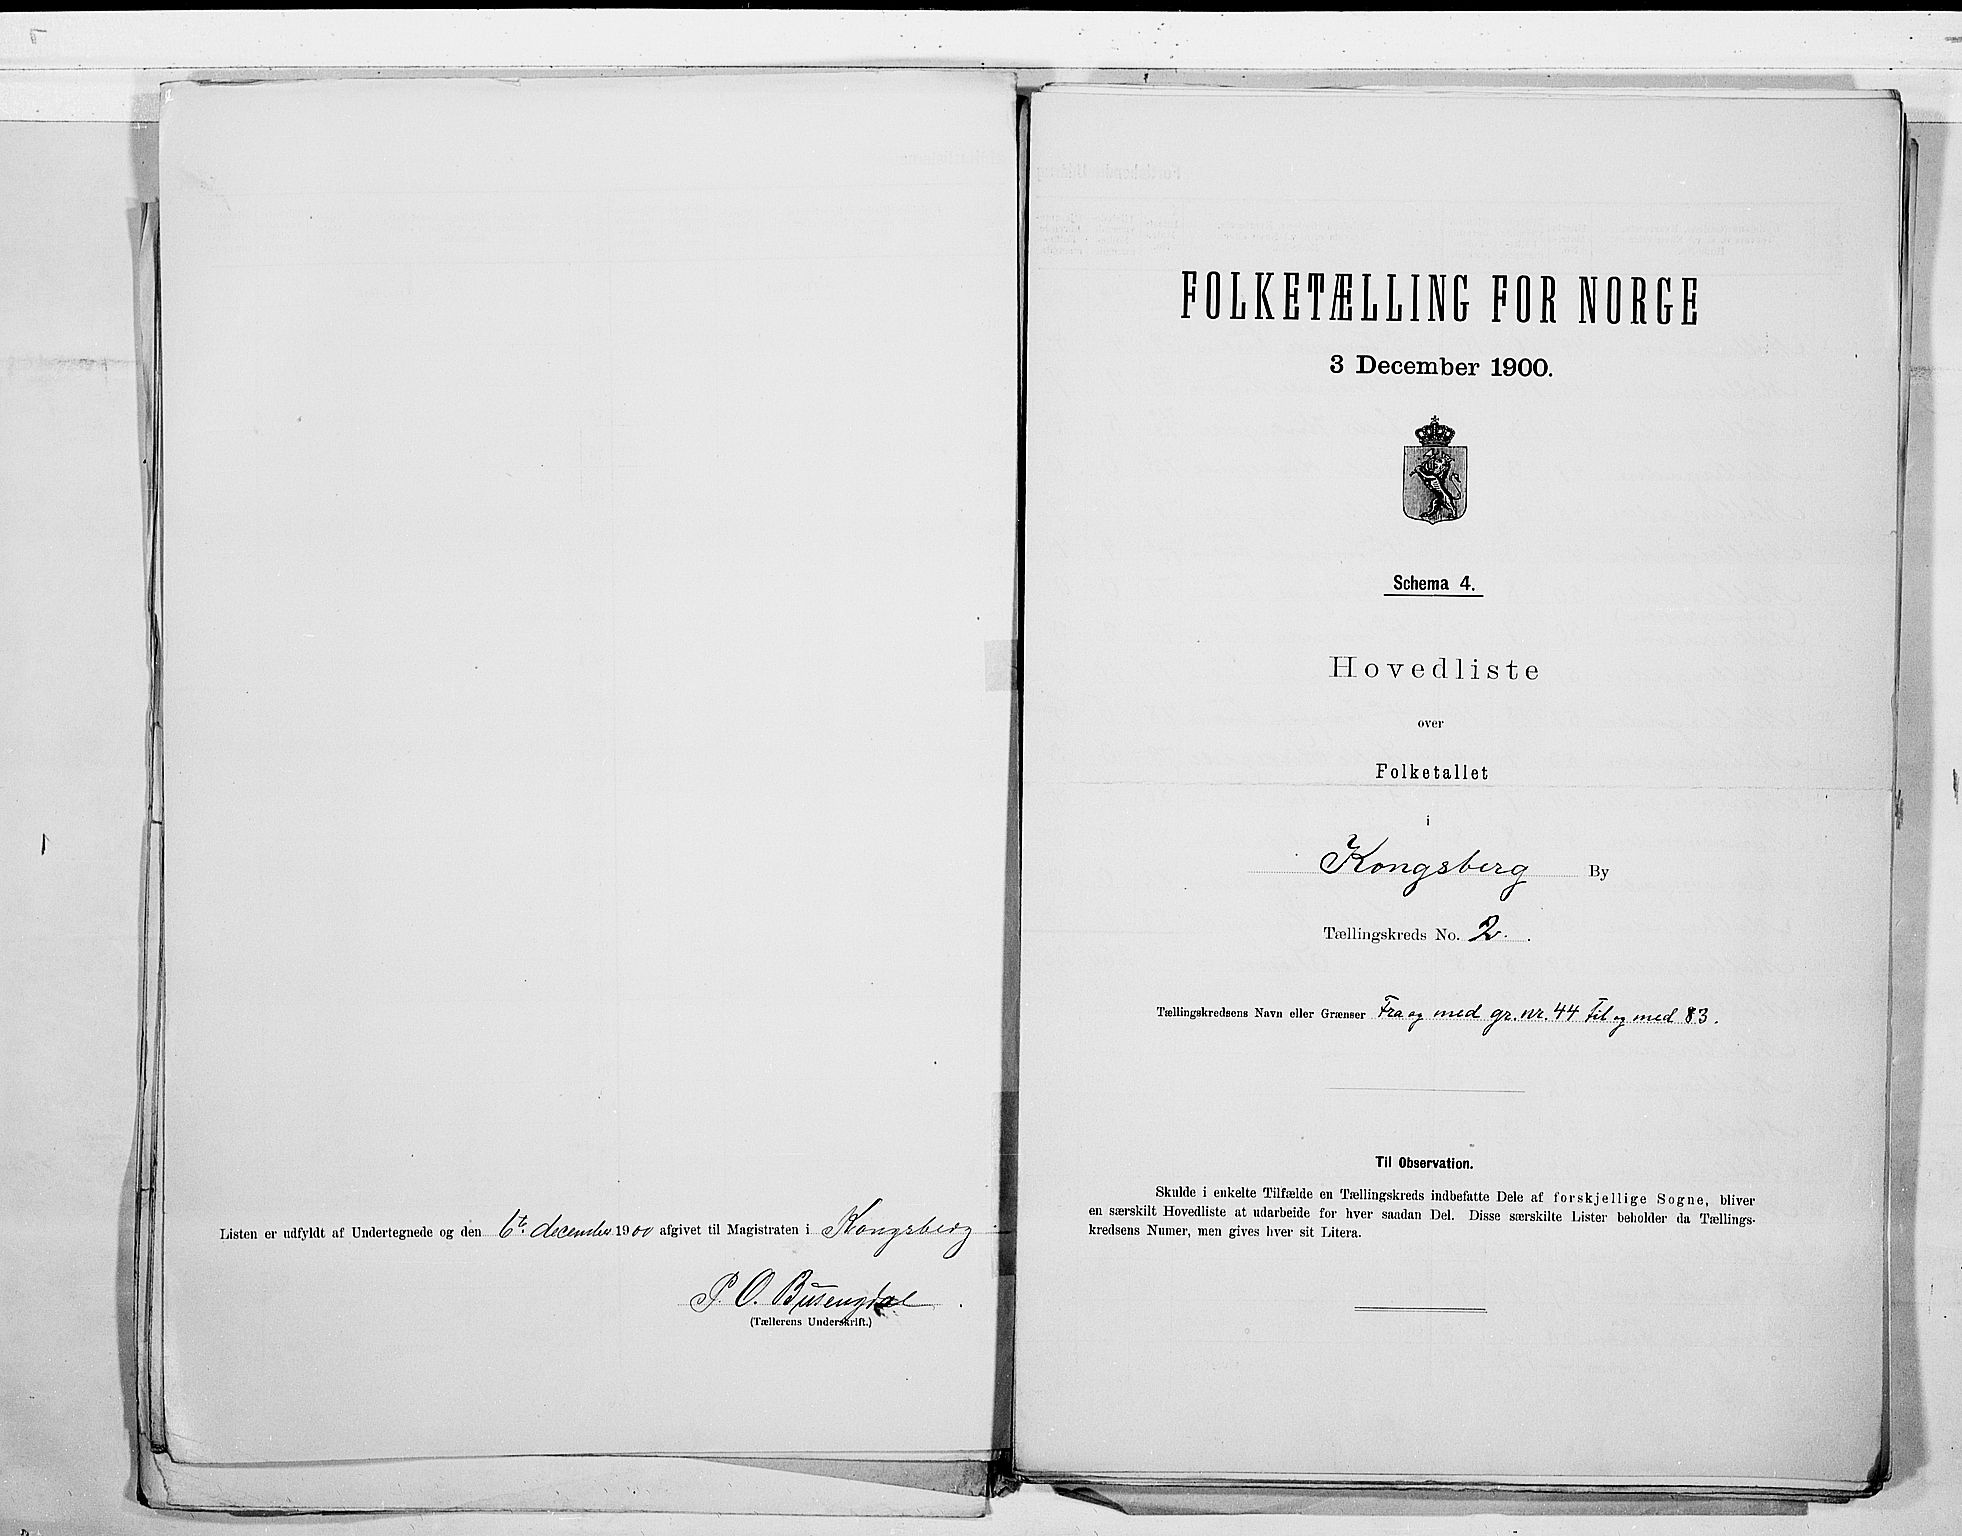 Listen er udfyldt af Undertegnede og den 6te december 1900 afgivet til Magistraten i Kongsberg
P. O. Busengdal
(Tællerens Underskrift.)
FOLKETÆLLING FOR NORGE
3 December 1900.
Schema 4.
Hovedliste
over
Folketallet
i
Kongsberg By
Tællingskreds No. 2.
Tællingskredsens Navn eller Grænser Fra og med gr. nr. 44 til og med 83.
Til Observation.
Skulde i enkelte Tilfælde en Tællingskreds indbefatte Dele af forskjellige Sogne, bliver
en særskilt Hovedliste at udarbeide for hver saadan Del. Disse særskilte Lister beholder da Tællings-
kredsens Numer, men gives hver sit Litera.